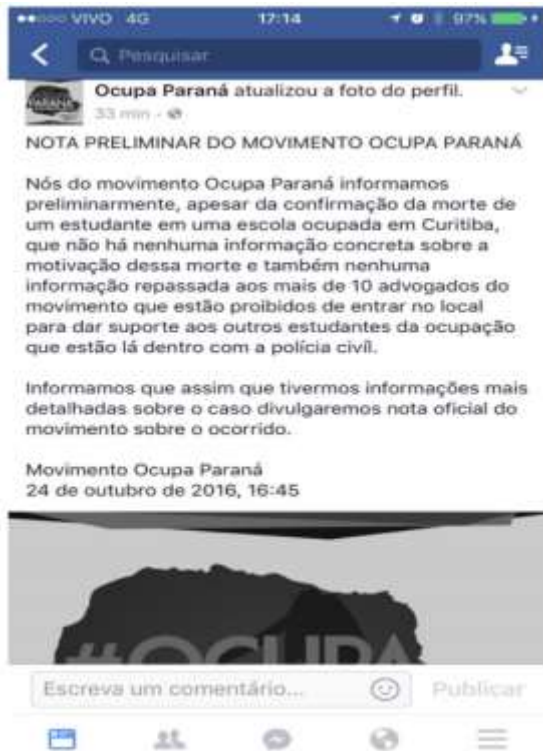 VIVO 4G 17:14 97%
Pesquisar
Ocupa Paraná atualizou a foto do perfil.
33 min
NOTA PRELIMINAR DO MOVIMENTO OCUPA PARANÁ
Nós do movimento Ocupa Paraná informamos
preliminarmente, apesar da confirmação da morte de
um estudante em uma escola ocupada em Curitiba,
que não há nenhuma informação concreta sobre a
motivação dessa morte e também nenhuma
informação repassada aos mais de 10 advogados do
movimento que estão proibidos de entrar no local
para dar suporte aos outros estudantes da ocupação
que estão lá dentro com a polícia civil.
Informamos que assim que tivermos informações mais
detalhadas sobre o caso divulgaremos nota oficial do
movimento sobre o ocorrido.
Movimento Ocupa Paraná
24 de outubro de 2016, 16:45
#OCUPA
Escreva um comentário... Publicar